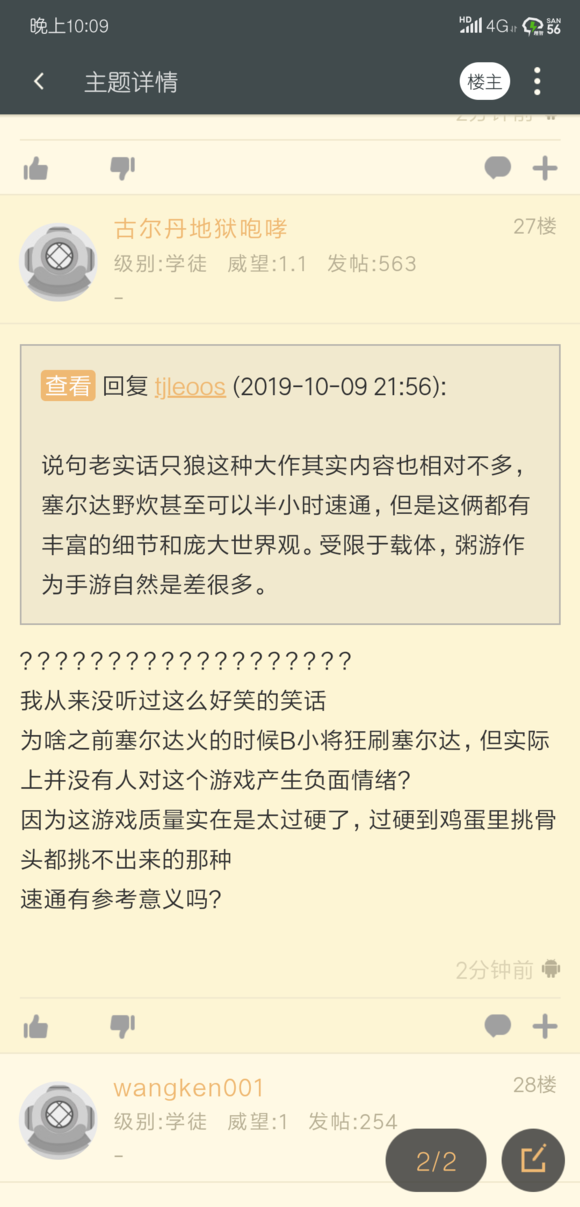 晚上10:09
HD 4G SAN 56
主题详情
楼主
2分钟前
古尔丹地狱咆哮
27楼
级别:学徒 威望:1.1 发帖:563
-
查看 回复 tjleoos (2019-10-09 21:56):
说句老实话只狼这种大作其实内容也相对不多，
塞尔达野炊甚至可以半小时速通，但是这俩都有
丰富的细节和庞大世界观。受限于载体，粥游作
为手游自然是差很多。
???????????????????
我从来没听过这么好笑的笑话
为啥之前塞尔达火的时候B小将狂刷塞尔达，但实际
上并没有人对这个游戏产生负面情绪?
因为这游戏质量实在是太过硬了，过硬到鸡蛋里挑骨
头都挑不出来的那种
速通有参考意义吗?
2分钟前
wangken001
28楼
级别:学徒 威望:1 发帖:254
-
2/2